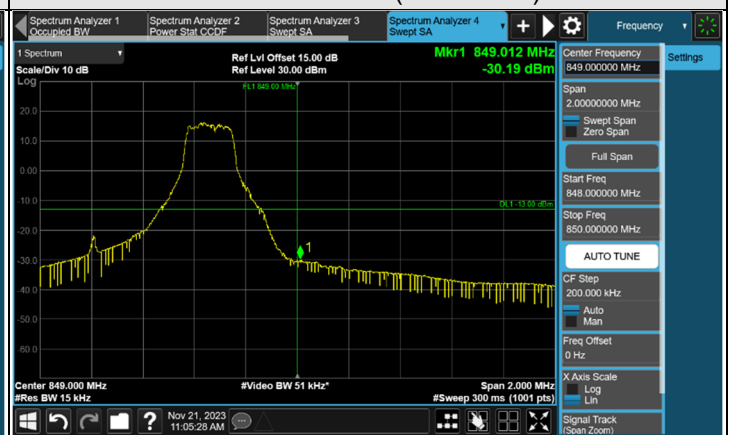 Spectrum Analyzer 1
Occupied BW
Spectrum Analyzer 2
Power Stat CCDF
Spectrum Analyzer 3
Swept SA
Spectrum Analyzer 4
Swept SA
Frequency
1 Spectrum
Scale/Div 10 dB
Log
Ref Lvl Offset 15.00 dB
Ref Level 30.00 dBm
Mkr1 849.012 MHz
-30.19 dBm
FL1 849.00 MHz
20.0
10.0
0.00
-10.0
DL1 -13.00 dBm
-20.0
1
-30.0
-40.0
-50.0
-60.0
Center 849.000 MHz
#Video BW 51 kHz*
Span 2.000 MHz
#Res BW 15 kHz
#Sweep 300 ms (1001 pts)
Nov 21, 2023
11:05:28 AM
Center Frequency
849.000000 MHz
Settings
Span
2.00000000 MHz
Swept Span
Zero Span
Full Span
Start Freq
848.000000 MHz
Stop Freq
850.000000 MHz
AUTO TUNE
CF Step
200.000 kHz
Auto
Man
Freq Offset
0 Hz
X Axis Scale
Log
Lin
Signal Track
(Span Zoom)